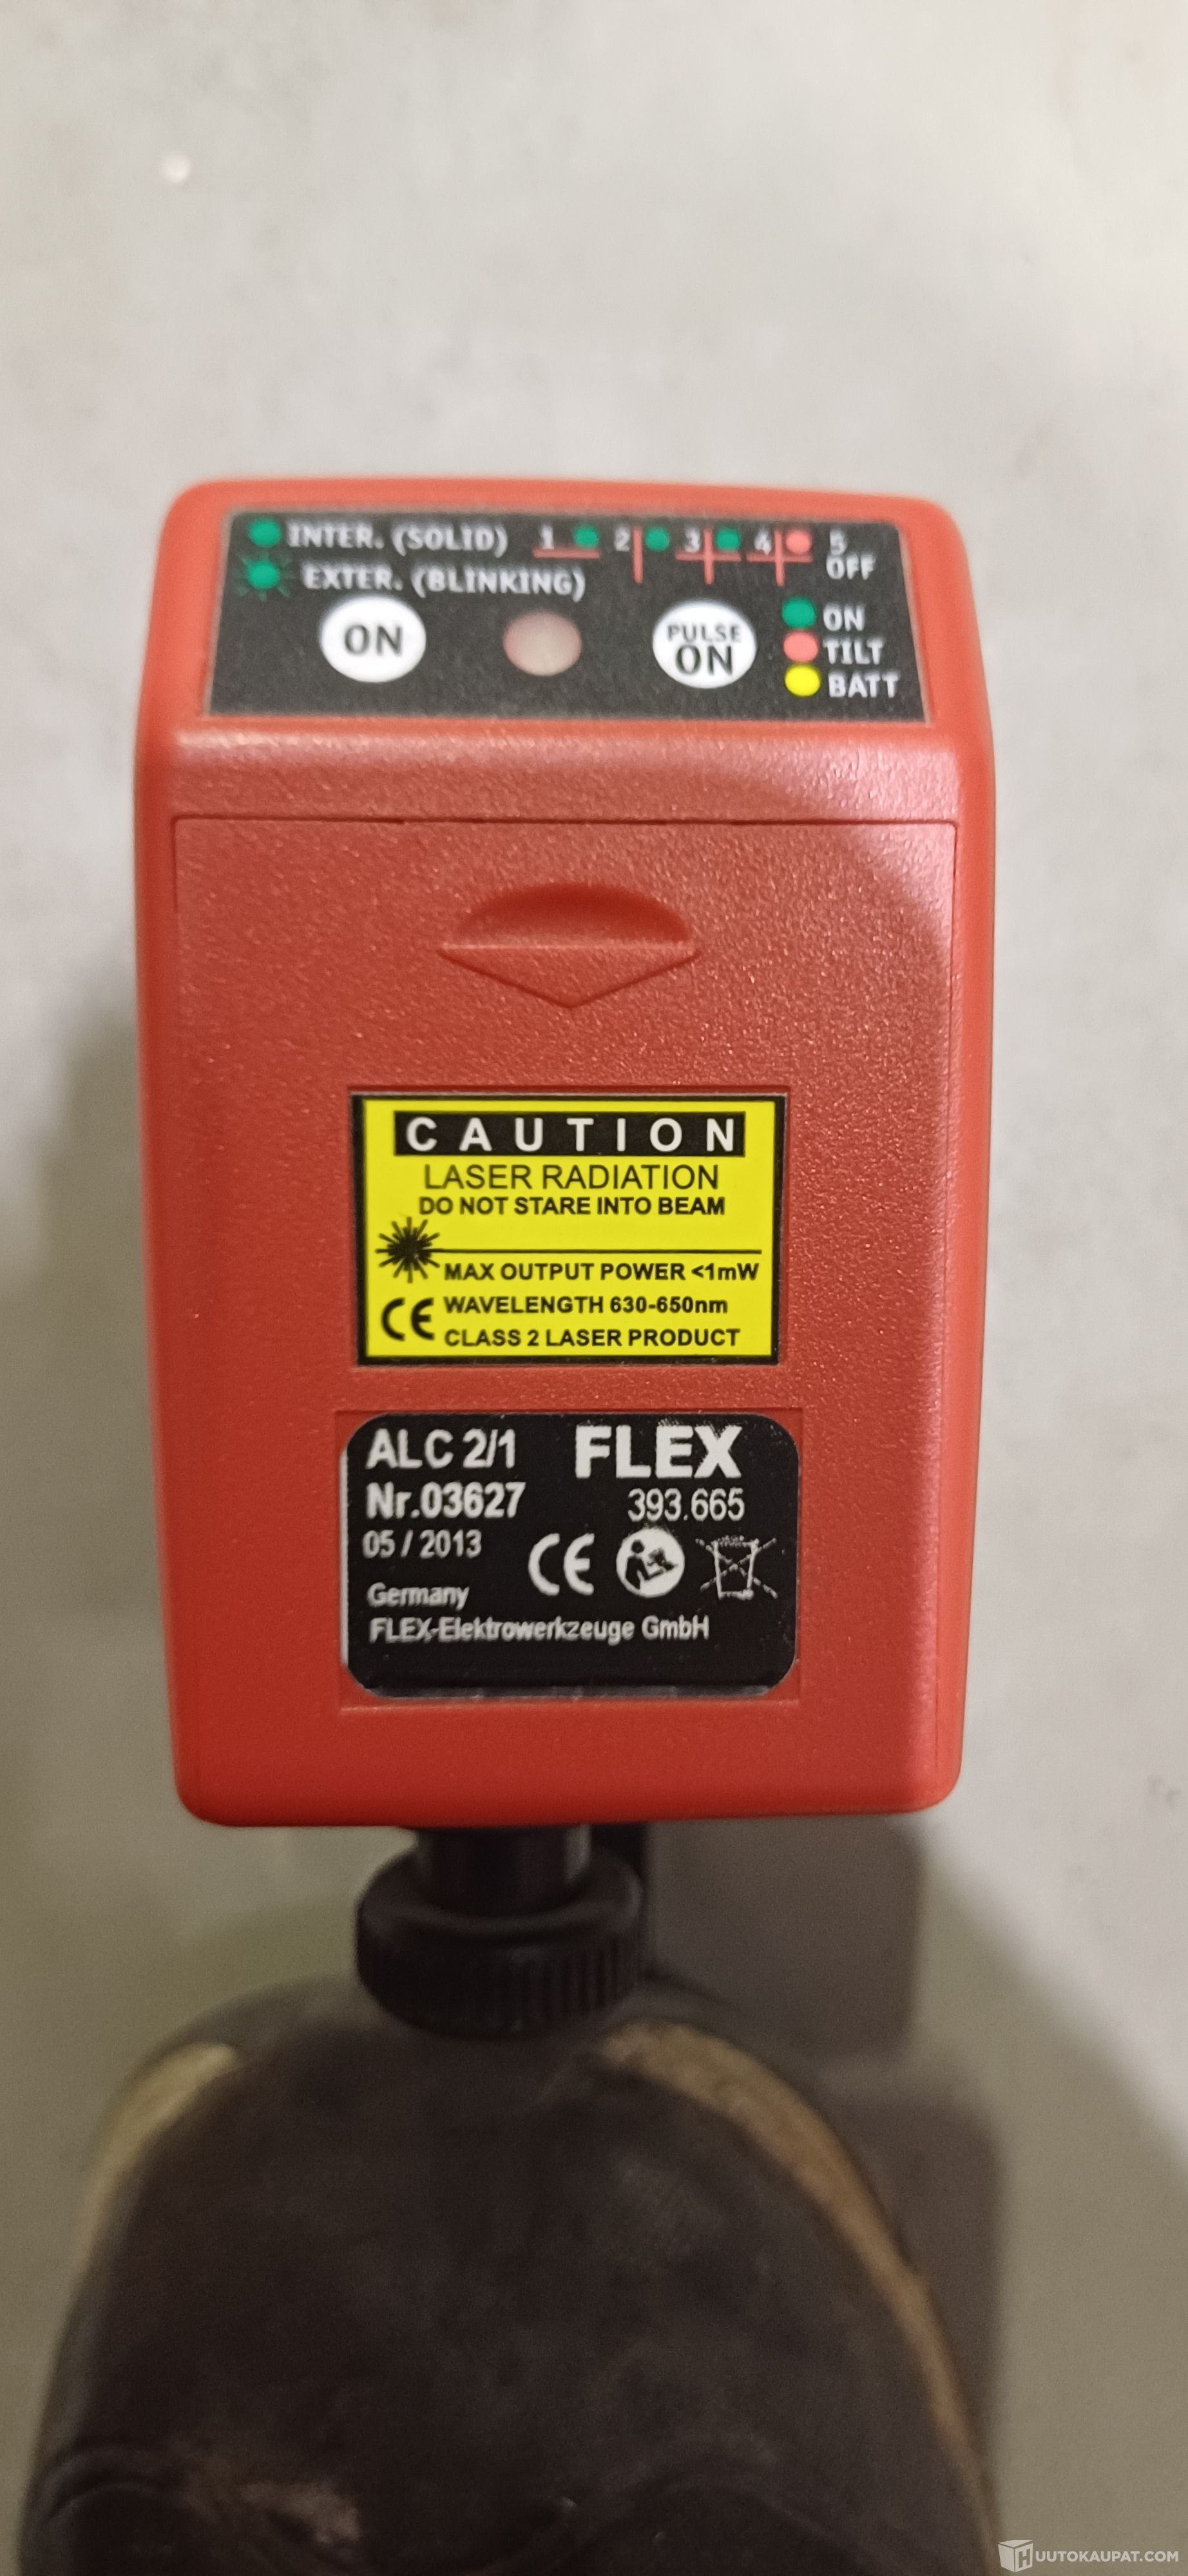 INTER. (SOLID) 1 2 3 4 5
OFF
EXTER. (BLINKING)
ON
PULSE
ON
ON
TILT
BATT
CAUTION
LASER RADIATION
DO NOT STARE INTO BEAM
MAX OUTPUT POWER <1mW
CE WAVELENGTH 630-650nm
CLASS 2 LASER PRODUCT
ALC 2/1 FLEX
Nr.03627 393.665
05 / 2013 CE
Germany
FLEX-Elektrowerkzeuge GmbH
HUUTOKAUPAT.COM